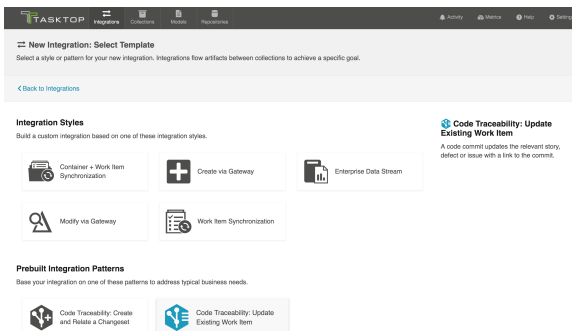 TASKTOP
Integrations
Collections
Models
Repositories
Activity
Metrics
Help
Setting
New Integration: Select Template
Select a style or pattern for your new integration. Integrations flow artifacts between collections to achieve a specific goal.
Back to Integrations
Integration Styles
Build a custom integration based on one of these integration styles.
Container + Work Item
Synchronization
Create via Gateway
Enterprise Data Stream
Modify via Gateway
Work Item Synchronization
Prebuilt Integration Patterns
Base your integration on one of these patterns to address typical business needs.
Code Traceability: Create
and Relate a Changeset
Code Traceability: Update
Existing Work Item
Code Traceability: Update
Existing Work Item
A code commit updates the relevant story,
defect or issue with a link to the commit.